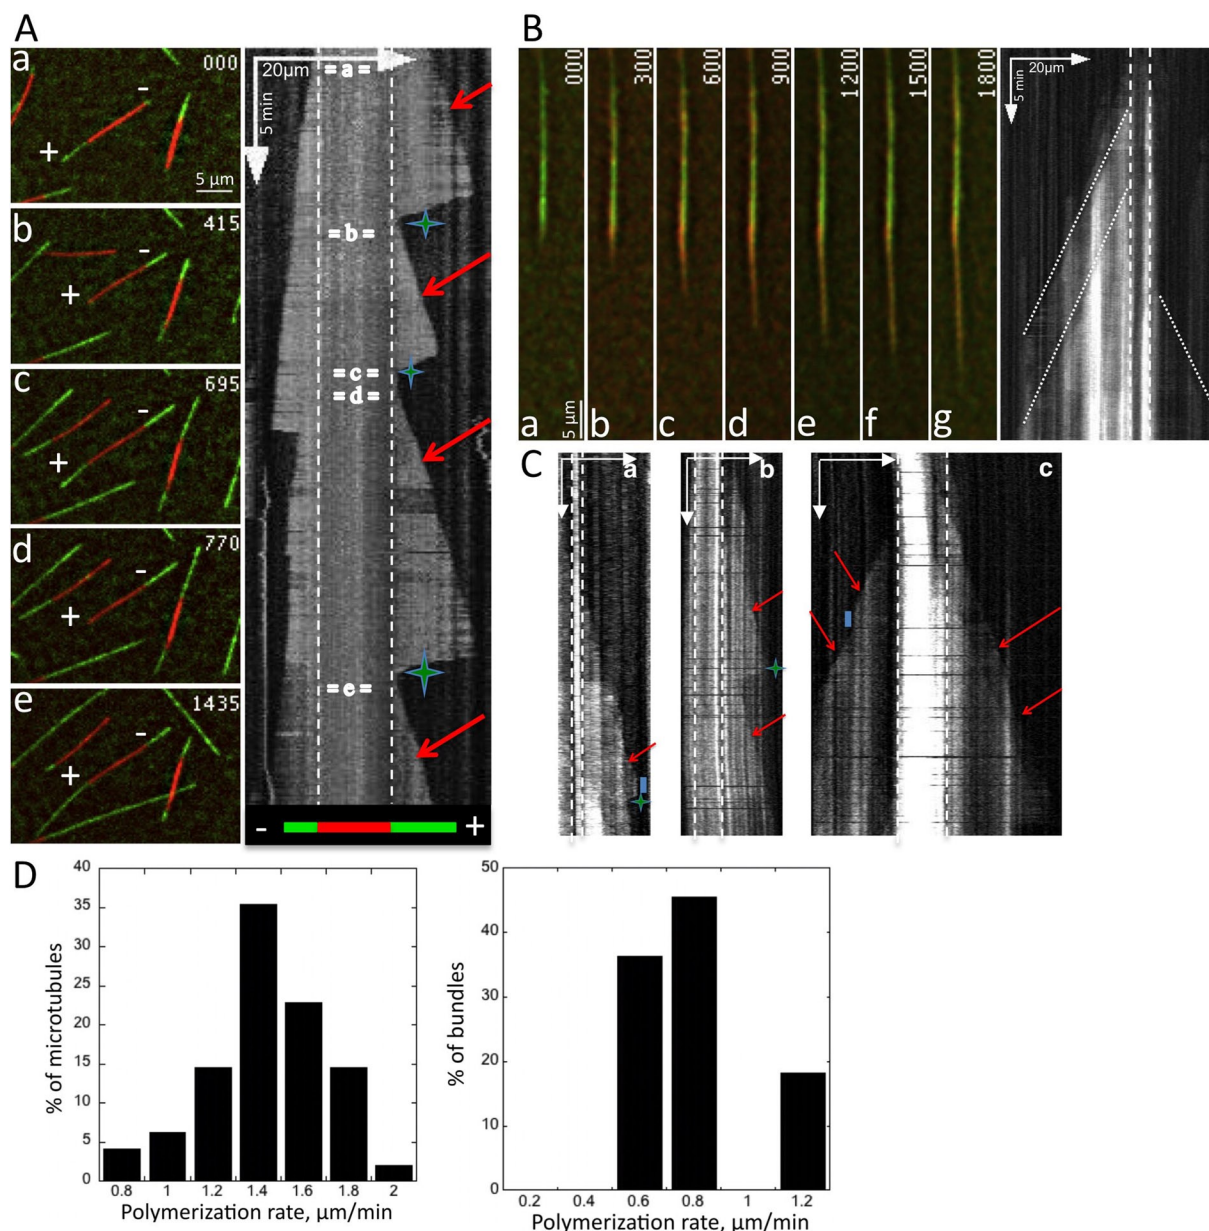 A
a
000
-
+
5 μm
b
415
-
+
c
695
-
+
d
770
-
+
e
1435
-
+
20μm
5 min
=a=
=b=
=c=
=d=
=e=
- +
B
000
300
600
900
1200
1500
1800
a
b
c
d
e
f
g
5 μm
20μm
5 min
C
a
b
c
D
40
35
30
25
20
15
10
5
0
% of microtubules
0.8 1 1.2 1.4 1.6 1.8 2
Polymerization rate, μm/min
50
40
30
20
10
0
% of bundles
0.2 0.4 0.6 0.8 1 1.2
Polymerization rate, μm/min